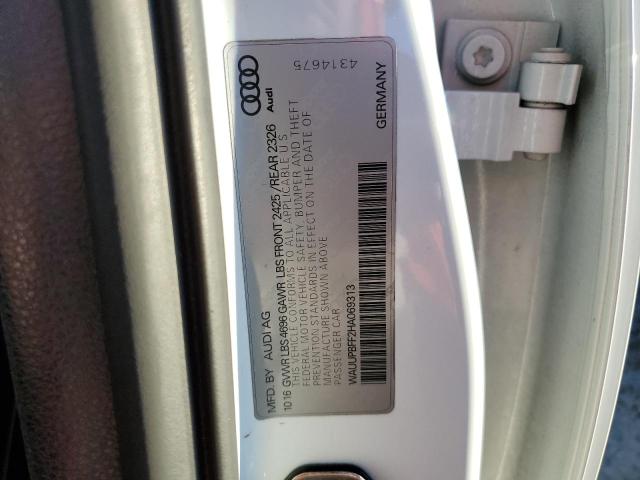 MFD. BY AUDI AG
Audi
10 16 GVWR LBS 4696 GAWR LBS FRONT 2425 / REAR 2326
THIS VEHICLE CONFORMS TO ALL APPLICABLE U S
FEDERAL MOTOR VEHICLE SAFETY, BUMPER AND THEFT
PREVENTION STANDARDS IN EFFECT ON THE DATE OF
MANUFACTURE SHOWN ABOVE
PASSENGER CAR
WAUUPBFF2HA069313
4314675
GERMANY